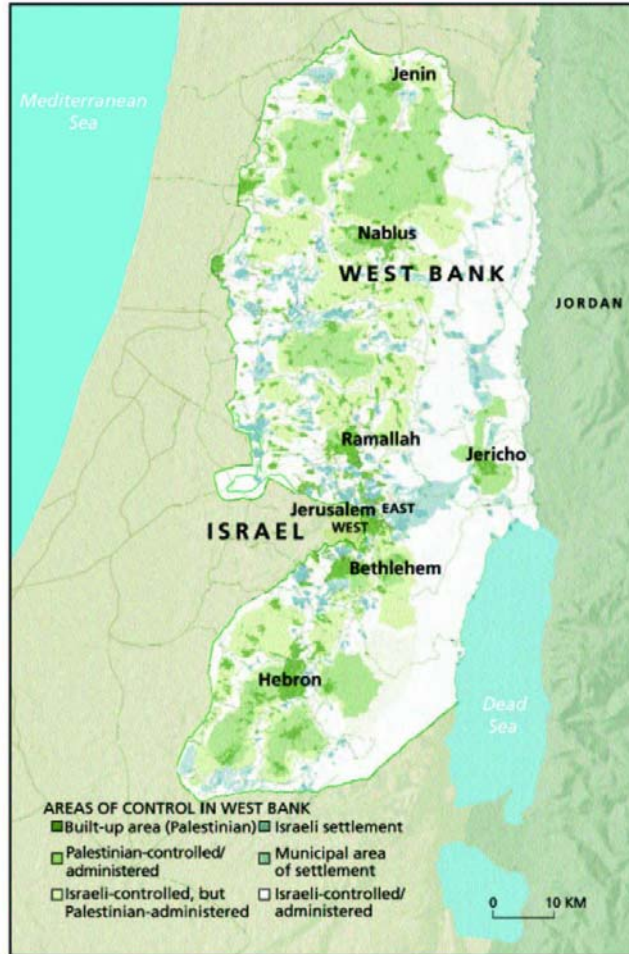 Mediterranean
Sea
Jenin
Nablus
WEST BANK
JORDAN
Ramallah
Jericho
Jerusalem EAST
WEST
ISRAEL
Bethlehem
Hebron
Dead
Sea
AREAS OF CONTROL IN WEST BANK
Built-up area (Palestinian)
Israeli settlement
Palestinian-controlled/
administered
Municipal area
of settlement
Israeli-controlled, but
Palestinian-administered
Israeli-controlled/
administered
0 10 KM